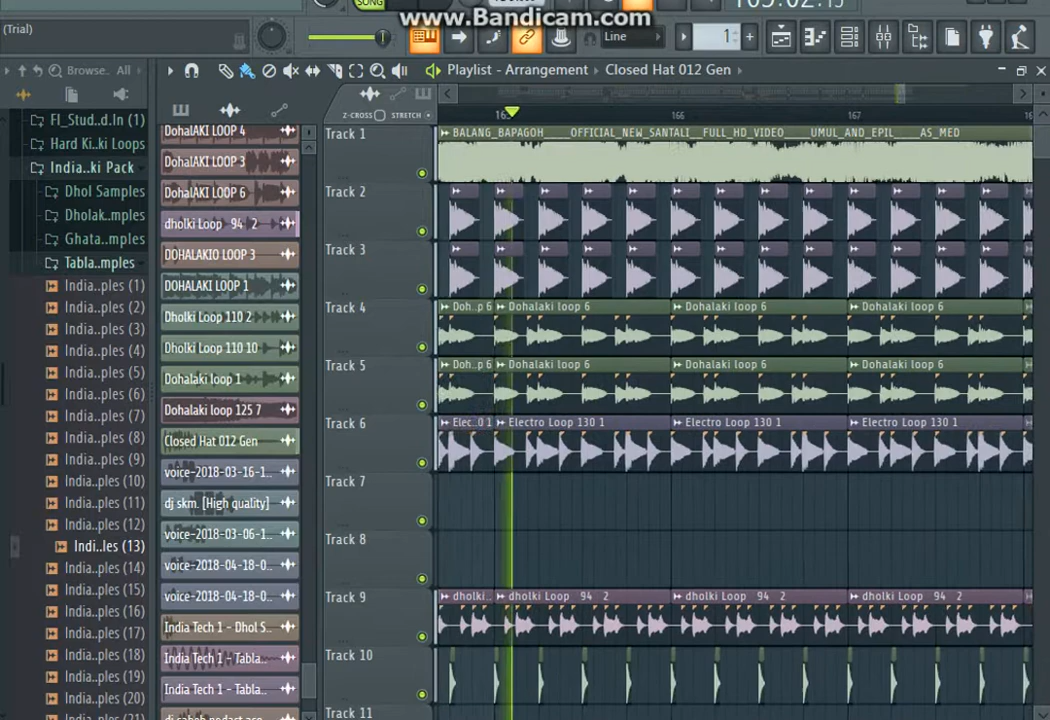 SONG
www.Bandicam.com
(Trial)
Line
1
Browse.. All
Playlist - Arrangement
Closed Hat 012 Gen
Z-CROSS
STRETCH
166
167
Fl_Stud..d.In (1)
Hard Ki..ki Loops
India..ki Pack
Dhol Samples
Dholak..mples
Ghata..mples
Tabla..mples
India..ples (1)
India..ples (2)
India..ples (3)
India..ples (4)
India..ples (5)
India..ples (6)
India..ples (7)
India..ples (8)
India..ples (9)
India..ples (10)
India..ples (11)
India..ples (12)
Indi..les (13)
India..ples (14)
India..ples (15)
India..ples (16)
India..ples (17)
India..ples (18)
India..ples (19)
India..ples (20)
DohalAKI LOOP 4
DohalAKI LOOP 3
DohalAKI LOOP 6
dholki Loop 94 2
DOHALAKIO LOOP 3
DOHALAKI LOOP 1
Dholki Loop 110 2
Dholki Loop 110 10
Dohalaki loop 1
Dohalaki loop 125 7
Closed Hat 012 Gen
voice-2018-03-16-1..
dj skm. [High quality]
voice-2018-03-06-1..
voice-2018-04-18-0..
voice-2018-04-18-0..
India Tech 1 - Dhol S..
India Tech 1 - Tabla..
India Tech 1 - Tabla..
Track 1
BALANG_BAPAGOH____OFFICIAL_NEW_SANTALI__FULL_HD_VIDEO____UMUL_AND_EPIL____AS_MED
Track 2
Track 3
Track 4
Doh..p 6
Dohalaki loop 6
Dohalaki loop 6
Dohalaki loop 6
Track 5
Doh..p 6
Dohalaki loop 6
Dohalaki loop 6
Dohalaki loop 6
Track 6
Elec..0 1
Electro Loop 130 1
Electro Loop 130 1
Electro Loop 130 1
Track 7
Track 8
Track 9
dholki..
dholki Loop 94 2
dholki Loop 94 2
dholki Loop 94 2
Track 10
Track 11